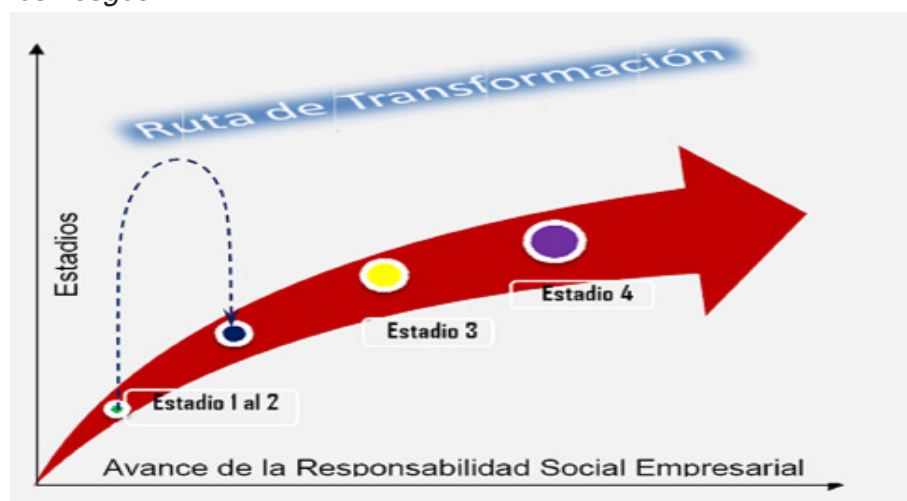 Ruta de Transformación
Estadios
Estadio 4
Estadio 3
Estadio 1 al 2
Avance de la Responsabilidad Social Empresarial